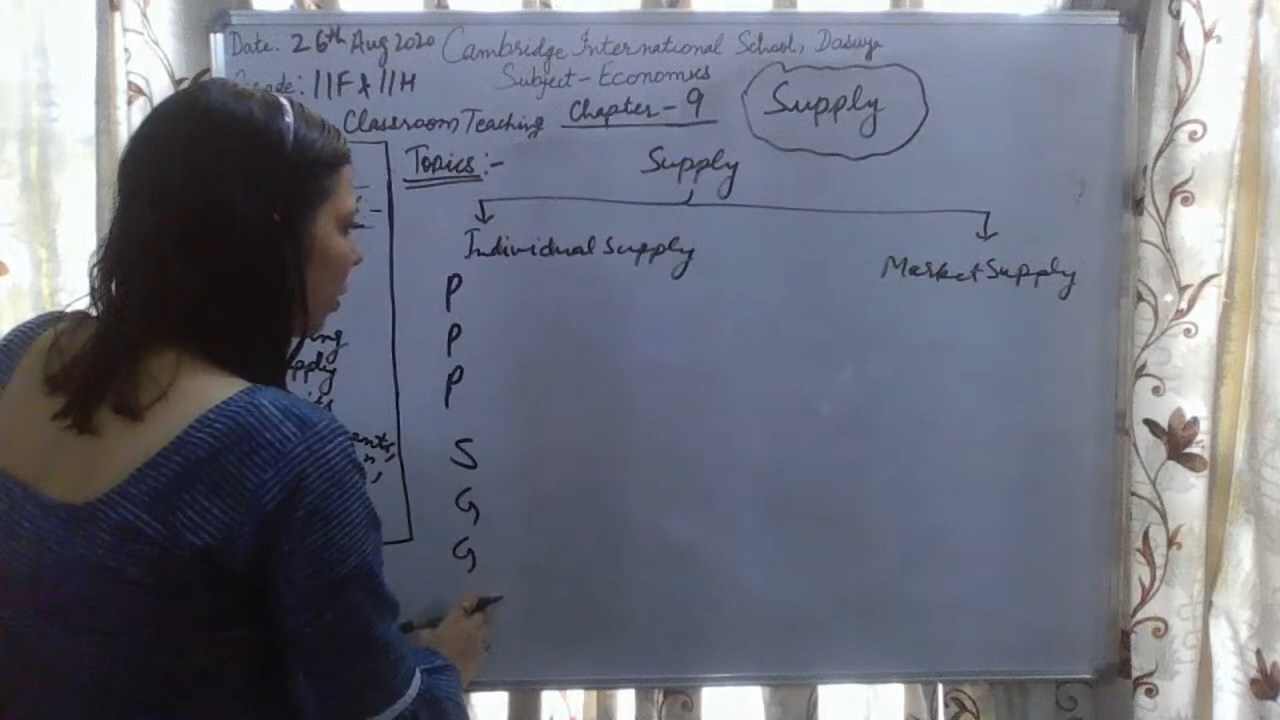 Date: 26th Aug 2020 Cambridge International School, Dasuya
Grade: 11F & 11H Subject - Economics
Classroom Teaching Chapter - 9 Supply
Topics :- Supply
Individual Supply
Market Supply
P
P
P
S
G
G